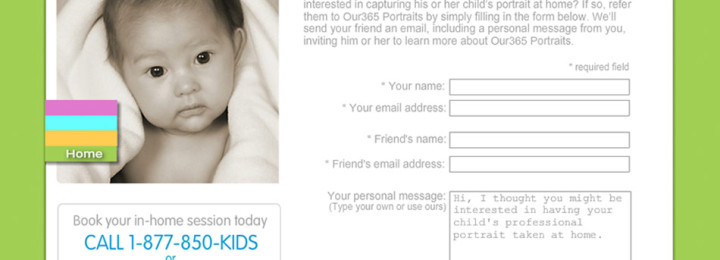 interested in capturing his or her child's portrait at home? If so, refer
them to Our365 Portraits by simply filling in the form below. We'll
send your friend an email, including a personal message from you,
inviting him or her to learn more about Our365 Portraits.
* required field
* Your name:
* Your email address:
* Friend's name:
* Friend's email address:
Your personal message:
(Type your own or use ours)
Hi, I thought you might be
interested in having your
child's professional
portrait taken at home.
Home
Book your in-home session today
CALL 1-877-850-KIDS
or